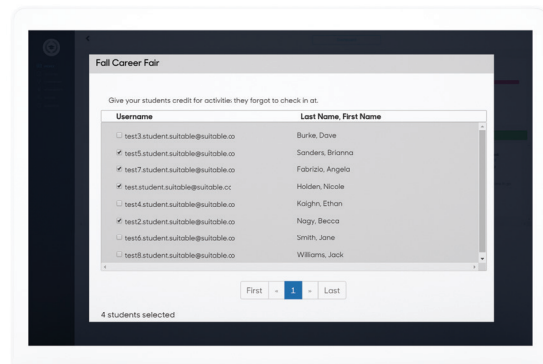 Fall Career Fair
Give your students credit for activities they forgot to check in at.
Username Last Name, First Name
test3.student.suitable@suitable.co Burke, Dave
test5.student.suitable@suitable.co Sanders, Brianna
test7.student.suitable@suitable.co Fabrizio, Angela
test.student.suitable@suitable.cc Holden, Nicole
test4.student.suitable@suitable.co Kaighn, Ethan
test2.student.suitable@suitable.co Nagy, Becca
test6.student.suitable@suitable.co Smith, Jane
test8.student.suitable@suitable.co Williams, Jack
First « 1 » Last
4 students selected